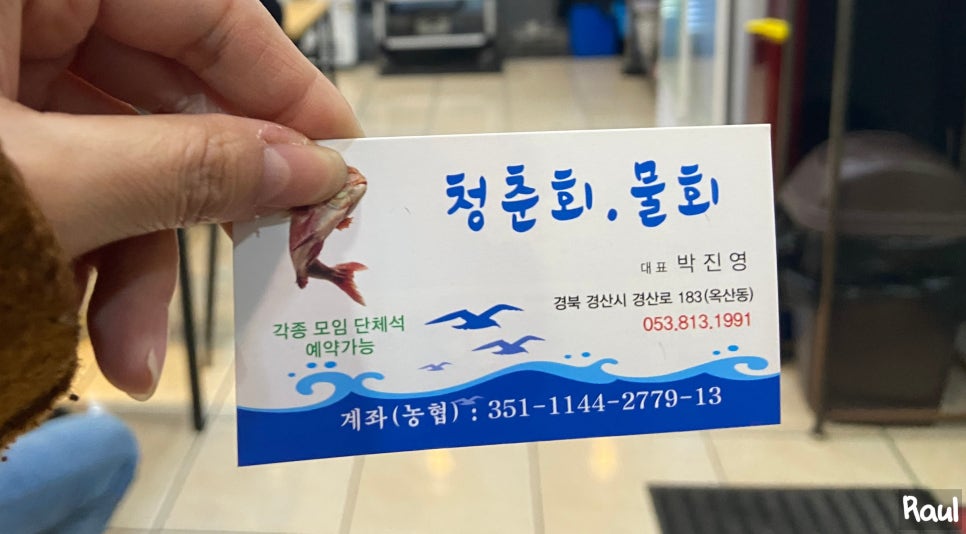 청춘회.물회
대표 박진영
경북 경산시 경산로 183(옥산동)
053.813.1991
각종 모임 단체석
예약가능
계좌(농협) : 351-1144-2779-13
Raul